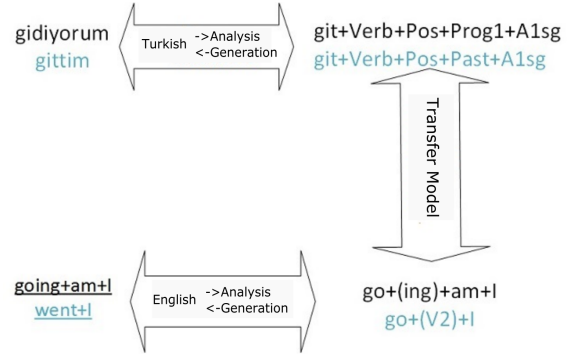 gidiyorum
gittim
Turkish ->Analysis
<-Generation
git+Verb+Pos+Prog1+A1sg
git+Verb+Pos+Past+A1sg
Transfer Model
going+am+I
went+I
English ->Analysis
<-Generation
go+(ing)+am+I
go+(V2)+I